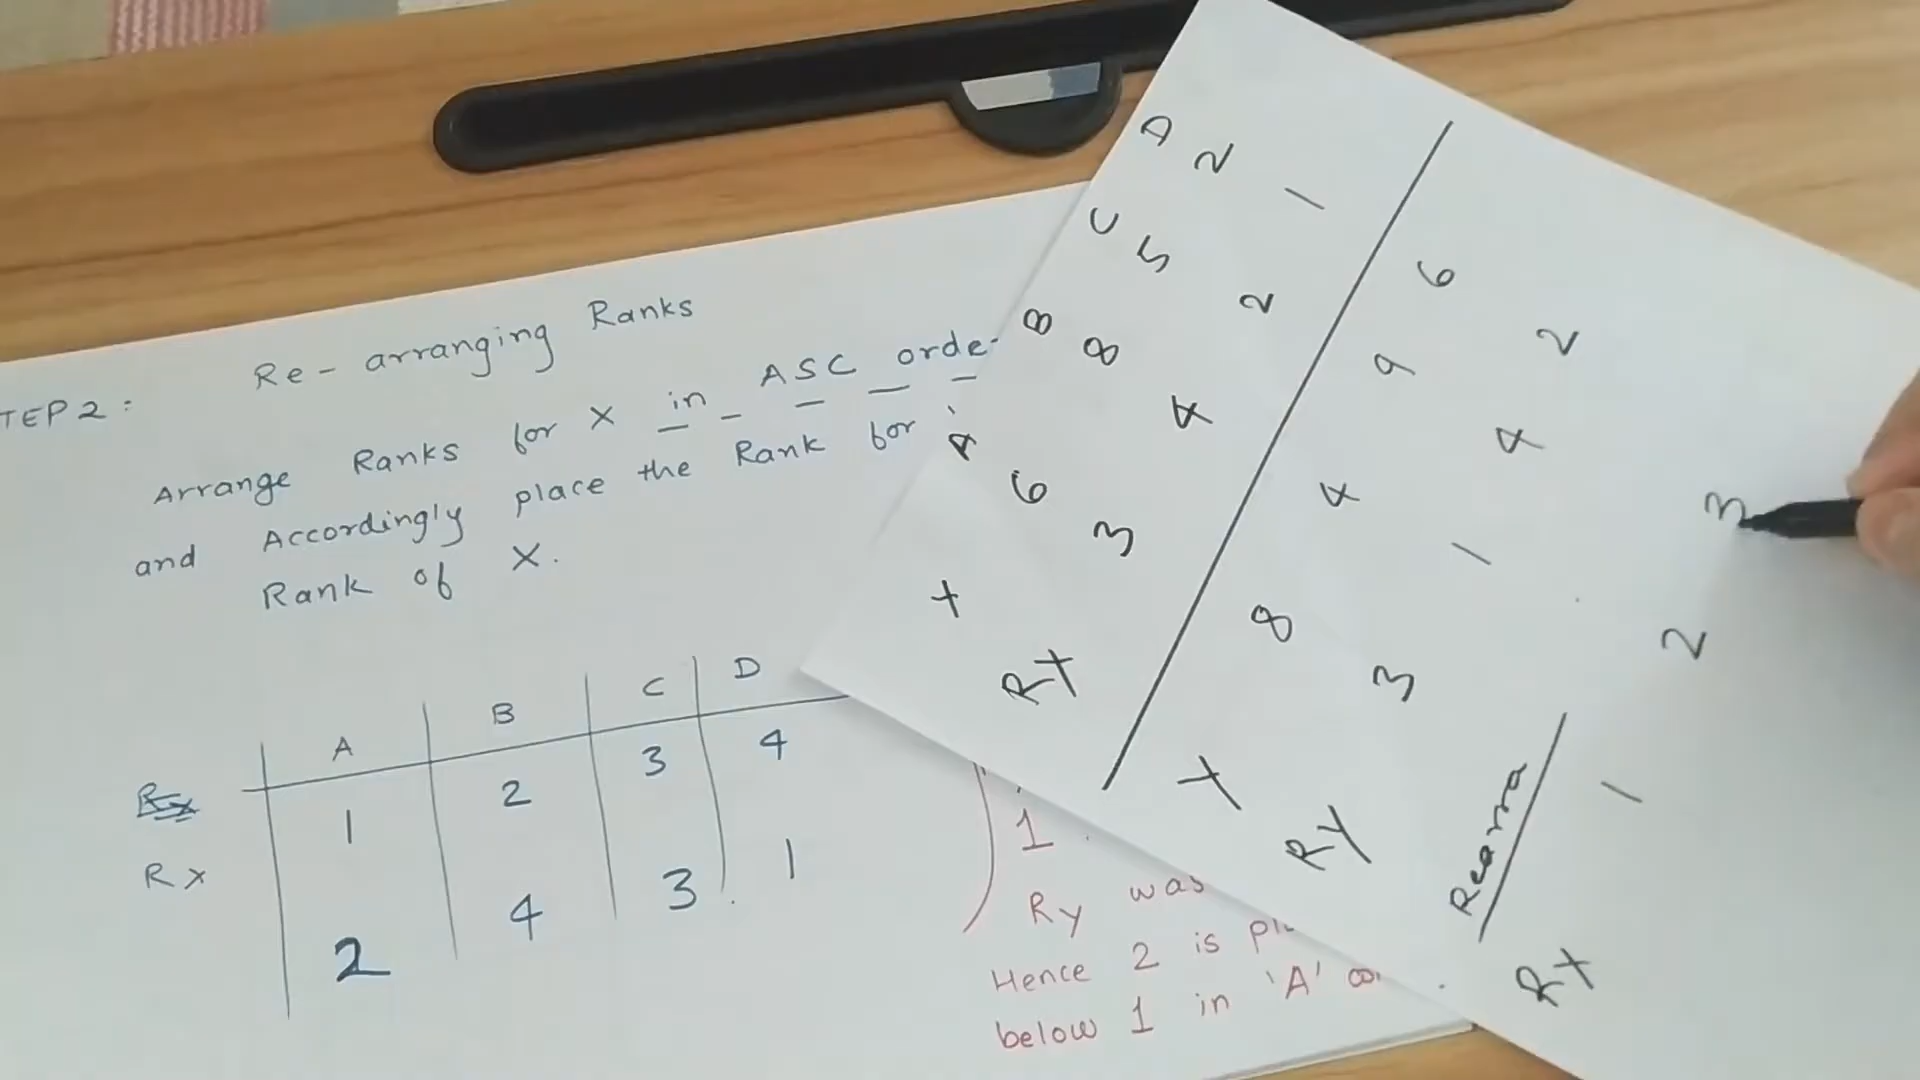 TEP 2 : Re-arranging Ranks
Arrange Ranks for X in ASC orde
and Accordingly place the Rank for
Rank of X.
A B C D
Rx 1 2 3 4
Rx 2 4 3 1
1
Ry was
Hence 2 is
below 1 in 'A'
A B C D
X 6 8 5 2
RX 3 4 2 1
Y 8 4 9 6
RY 3 1 4 2
Rearra
RX 1 2 3